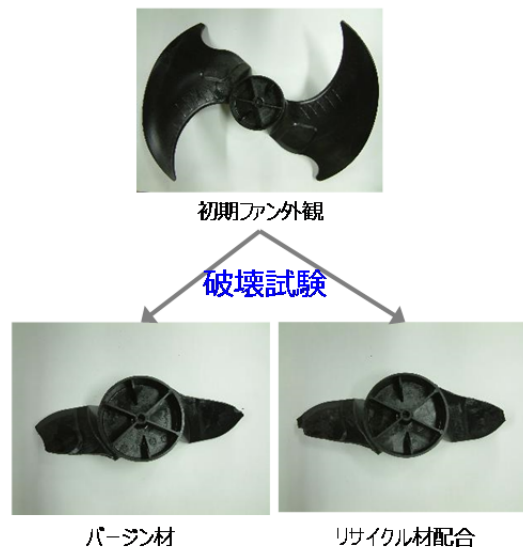 初期ファン外観
破壊試験
バージン材
リサイクル材配合